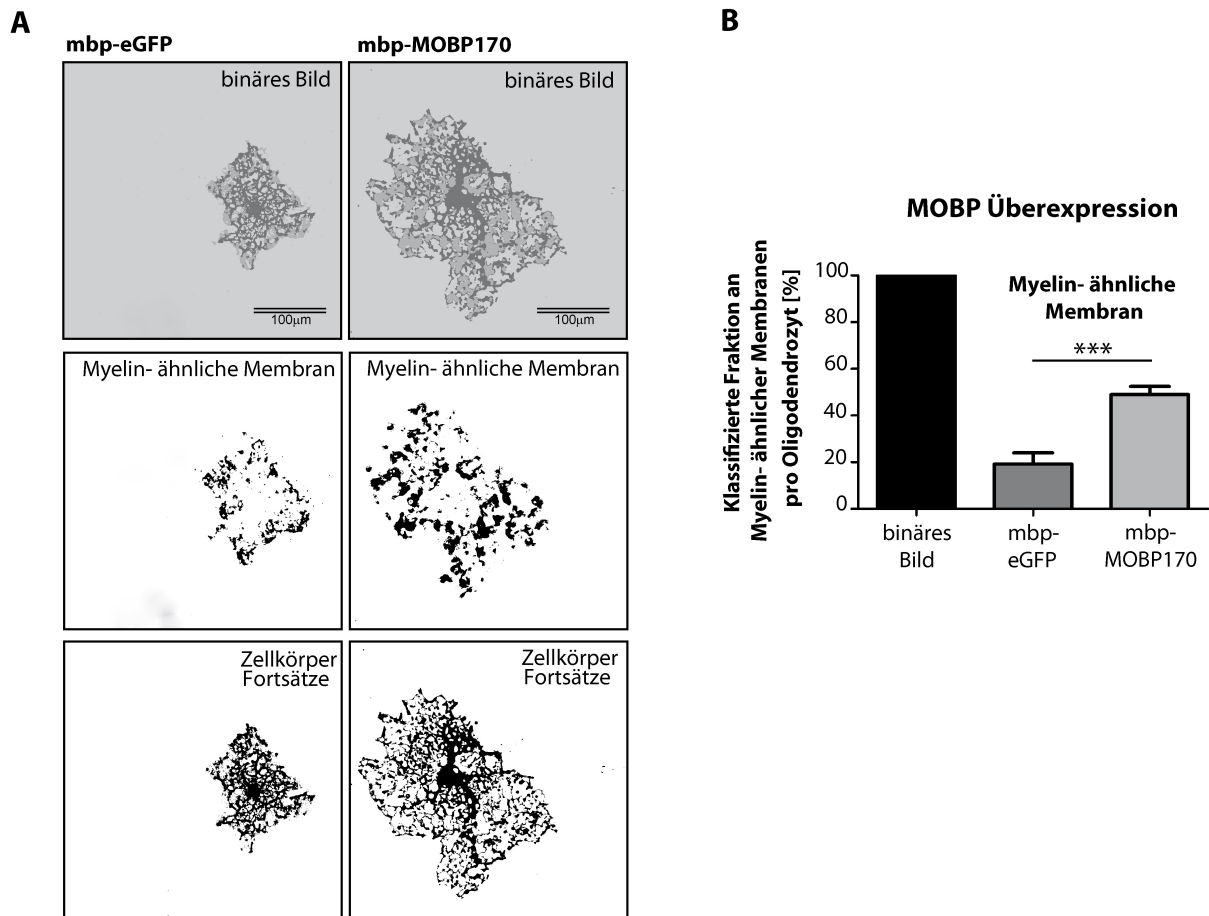 A
mbp-eGFP
mbp-MOBP170
binäres Bild
binäres Bild
100µm
100µm
Myelin- ähnliche Membran
Myelin- ähnliche Membran
Zellkörper
Fortsätze
Zellkörper
Fortsätze
B
MOBP Überexpression
Klassifizierte Fraktion an
Myelin- ähnlicher Membranen
pro Oligodendrozyt [%]
100
80
60
40
20
0
Myelin- ähnliche
Membran
***
binäres
Bild
mbp-
eGFP
mbp-
MOBP170